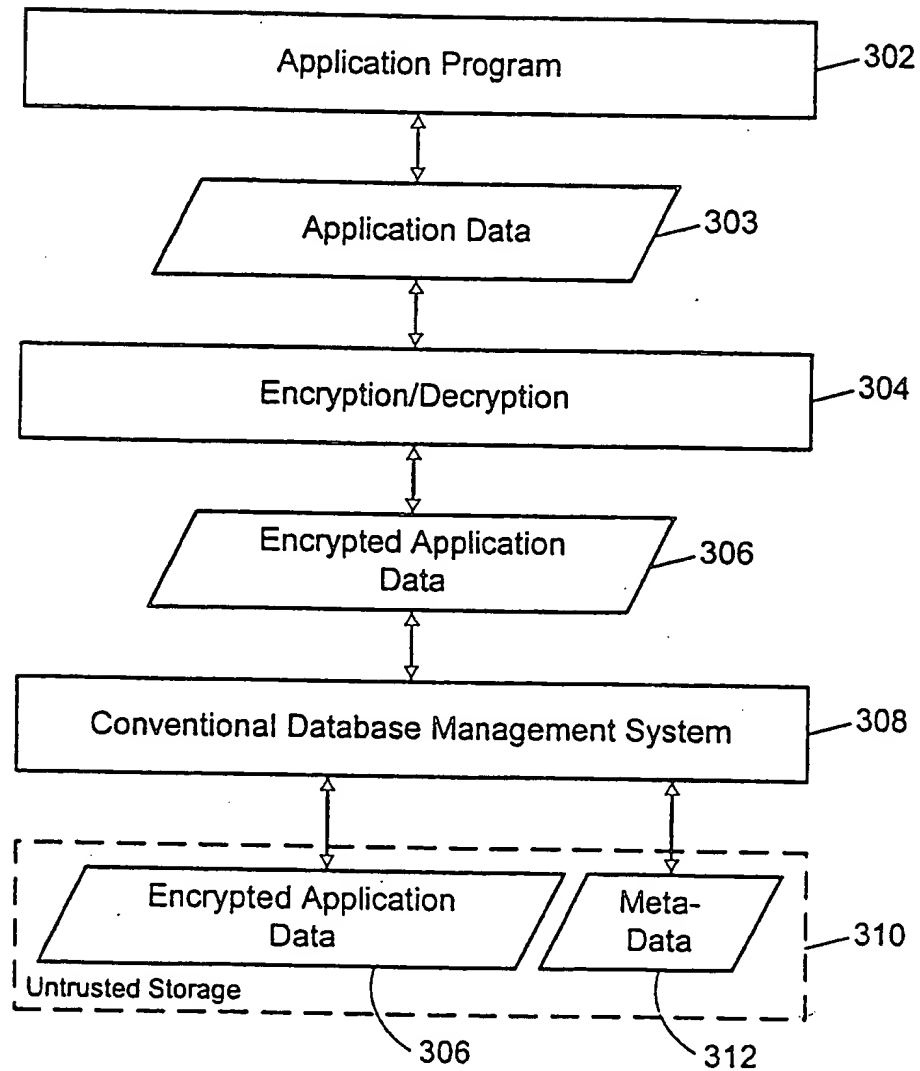 Application Program
302
Application Data
303
Encryption/Decryption
304
Encrypted Application
Data
306
Conventional Database Management System
308
Encrypted Application
Data
Meta-
Data
310
Untrusted Storage
306
312